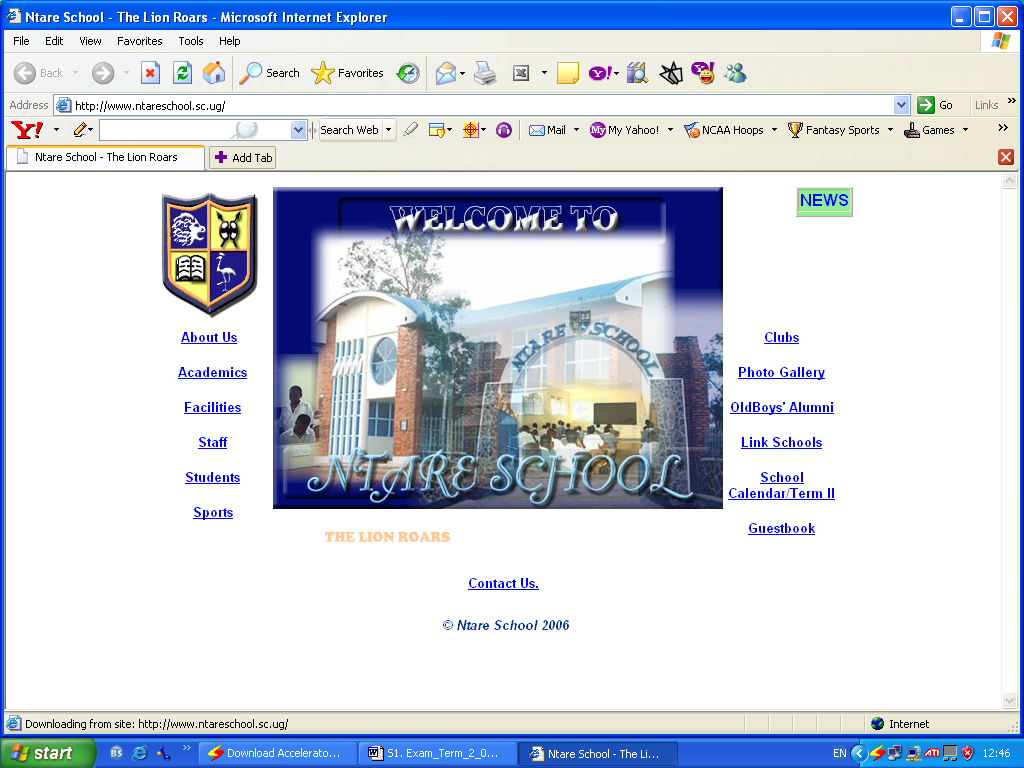 Ntare School - The Lion Roars - Microsoft Internet Explorer
File Edit View Favorites Tools Help
Back Search Favorites
Address http://www.ntareschool.sc.ug/ Go Links »
Y! Search Web Mail My Yahoo! NCAA Hoops Fantasy Sports Games »
Ntare School - The Lion Roars Add Tab
NEWS
WELCOME TO
NTARE SCHOOL
NTARE SCHOOL
About Us
Academics
Facilities
Staff
Students
Sports
Clubs
Photo Gallery
OldBoys' Alumni
Link Schools
School
Calendar/Term II
Guestbook
THE LION ROARS
Contact Us.
© Ntare School 2006
Downloading from site: http://www.ntareschool.sc.ug/ Internet
start BS » Download Accelerato... S1. Exam_Term_2_0... Ntare School - The Li... EN ATI 12:46